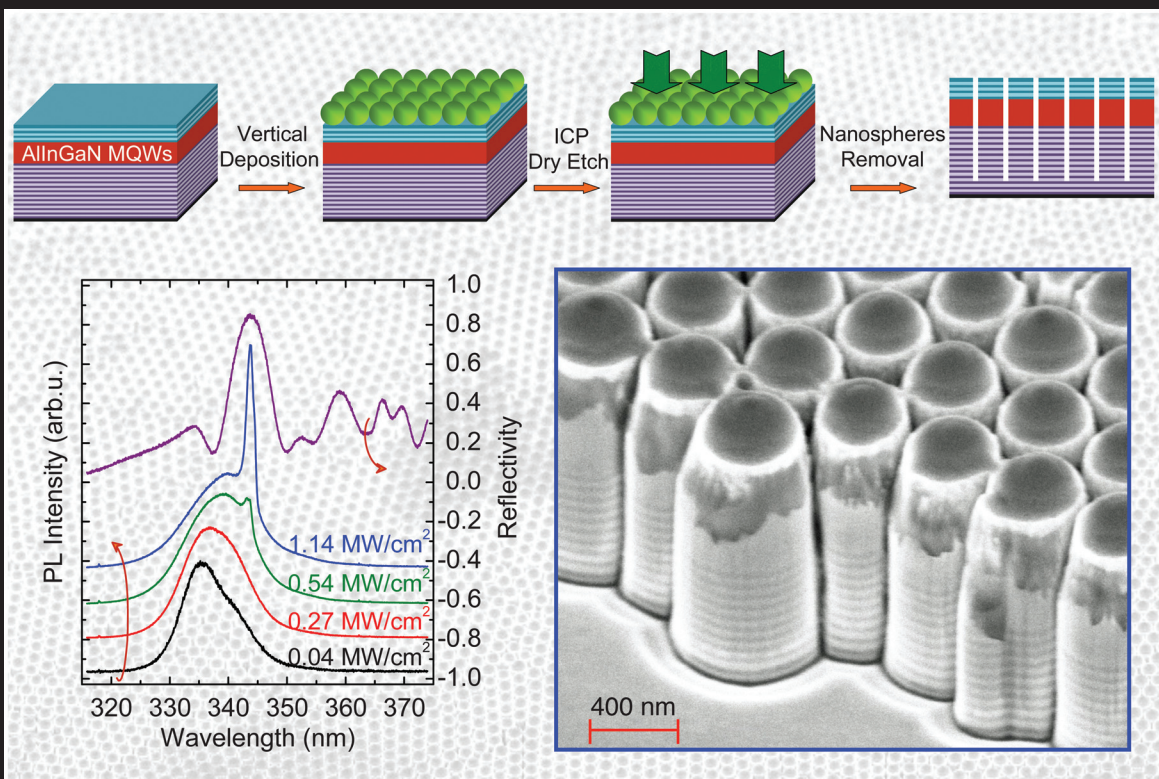 AlInGaN MQWs
Vertical
Deposition
ICP
Dry Etch
Nanospheres
Removal
PL Intensity (arb.u.)
1.0
0.8
0.6
0.4
0.2
0.0
-0.2
-0.4
-0.6
-0.8
-1.0
Reflectivity
1.14 MW/cm²
0.54 MW/cm²
0.27 MW/cm²
0.04 MW/cm²
320 330 340 350 360 370
Wavelength (nm)
400 nm